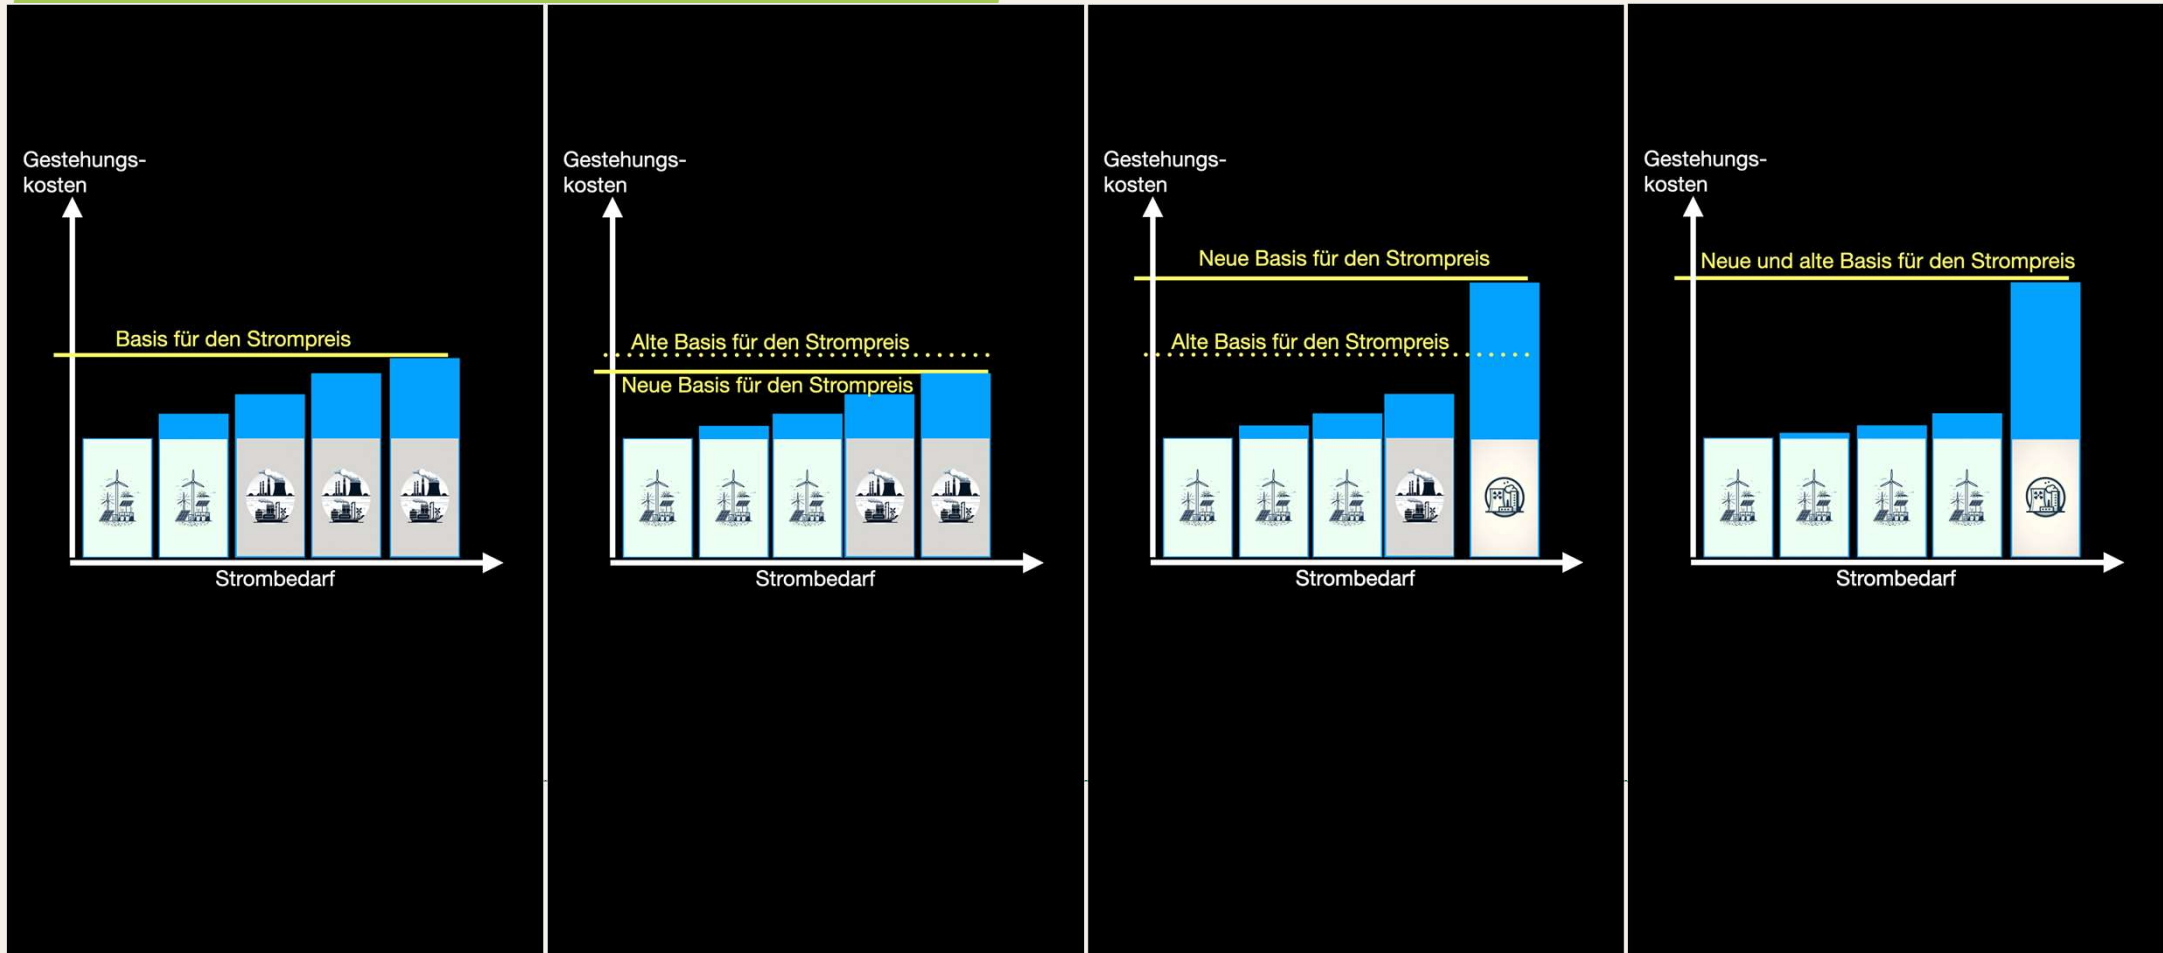 Gestehungs-
kosten
Basis für den Strompreis
Strombedarf
Gestehungs-
kosten
Alte Basis für den Strompreis
Neue Basis für den Strompreis
Strombedarf
Gestehungs-
kosten
Neue Basis für den Strompreis
Alte Basis für den Strompreis
Strombedarf
Gestehungs-
kosten
Neue und alte Basis für den Strompreis
Strombedarf